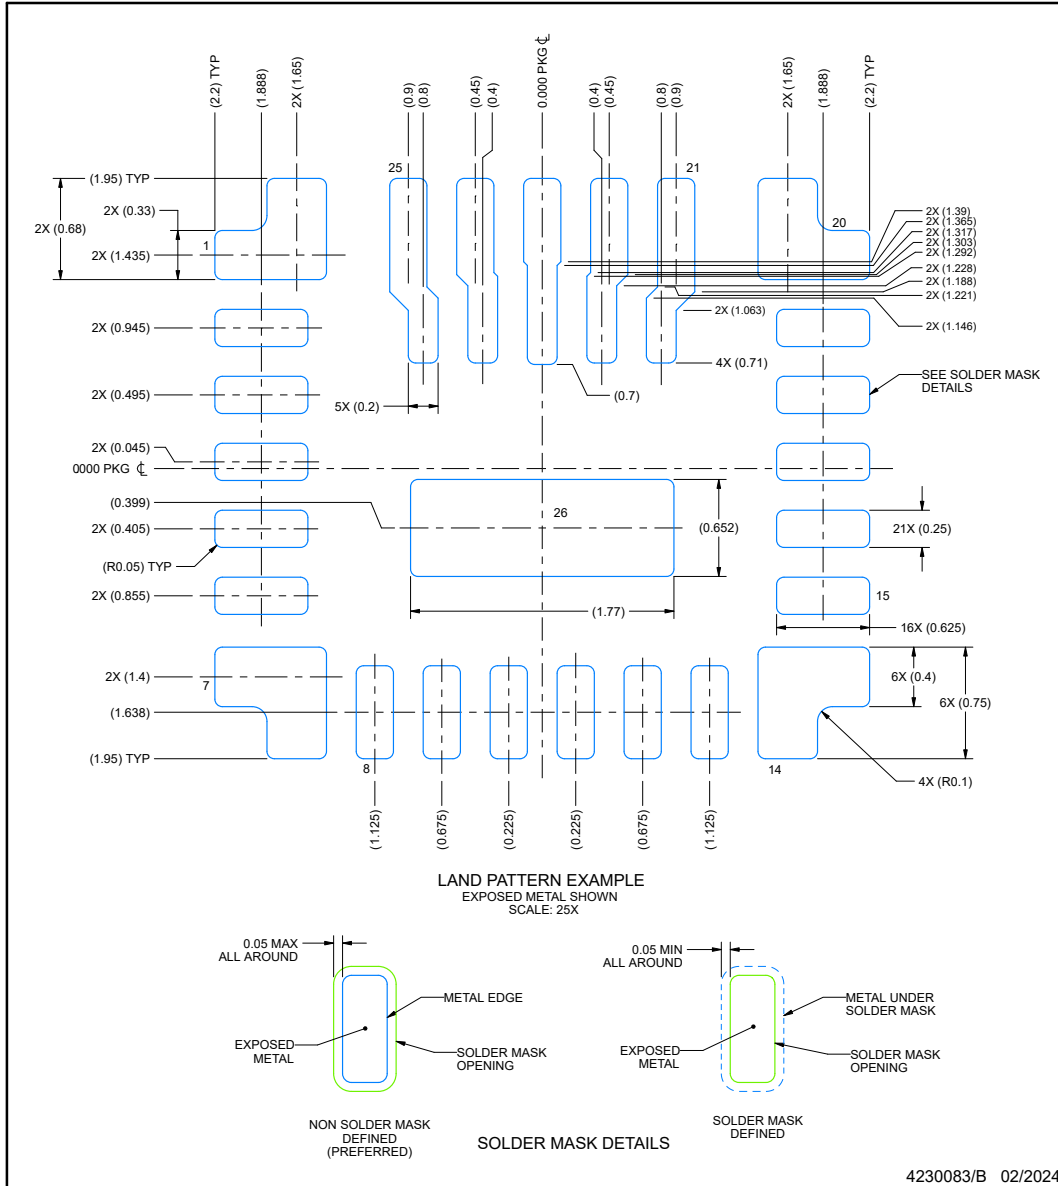 (2.2) TYP
(1.888)
2X (1.65)
(0.9)
(0.8)
(0.45)
(0.4)
0.000 PKG ℄
(0.4)
(0.45)
(0.8)
(0.9)
2X (1.65)
(1.888)
(2.2) TYP
(1.95) TYP
25
21
2X (0.33)
2X (0.68)
1
20
2X (1.435)
2X (1.39)
2X (1.365)
2X (1.317)
2X (1.303)
2X (1.292)
2X (1.228)
2X (1.188)
2X (1.221)
2X (1.063)
2X (1.146)
2X (0.945)
4X (0.71)
SEE SOLDER MASK
DETAILS
2X (0.495)
5X (0.2)
(0.7)
2X (0.045)
0000 PKG ℄
(0.399)
26
(0.652)
2X (0.405)
21X (0.25)
(R0.05) TYP
2X (0.855)
15
(1.77)
16X (0.625)
2X (1.4)
7
6X (0.4)
6X (0.75)
(1.638)
(1.95) TYP
8
14
4X (R0.1)
(1.125)
(0.675)
(0.225)
(0.225)
(0.675)
(1.125)
LAND PATTERN EXAMPLE
EXPOSED METAL SHOWN
SCALE: 25X
0.05 MAX
ALL AROUND
METAL EDGE
EXPOSED
METAL
SOLDER MASK
OPENING
NON SOLDER MASK
DEFINED
(PREFERRED)
0.05 MIN
ALL AROUND
METAL UNDER
SOLDER MASK
EXPOSED
METAL
SOLDER MASK
OPENING
SOLDER MASK
DEFINED
SOLDER MASK DETAILS
4230083/B 02/2024